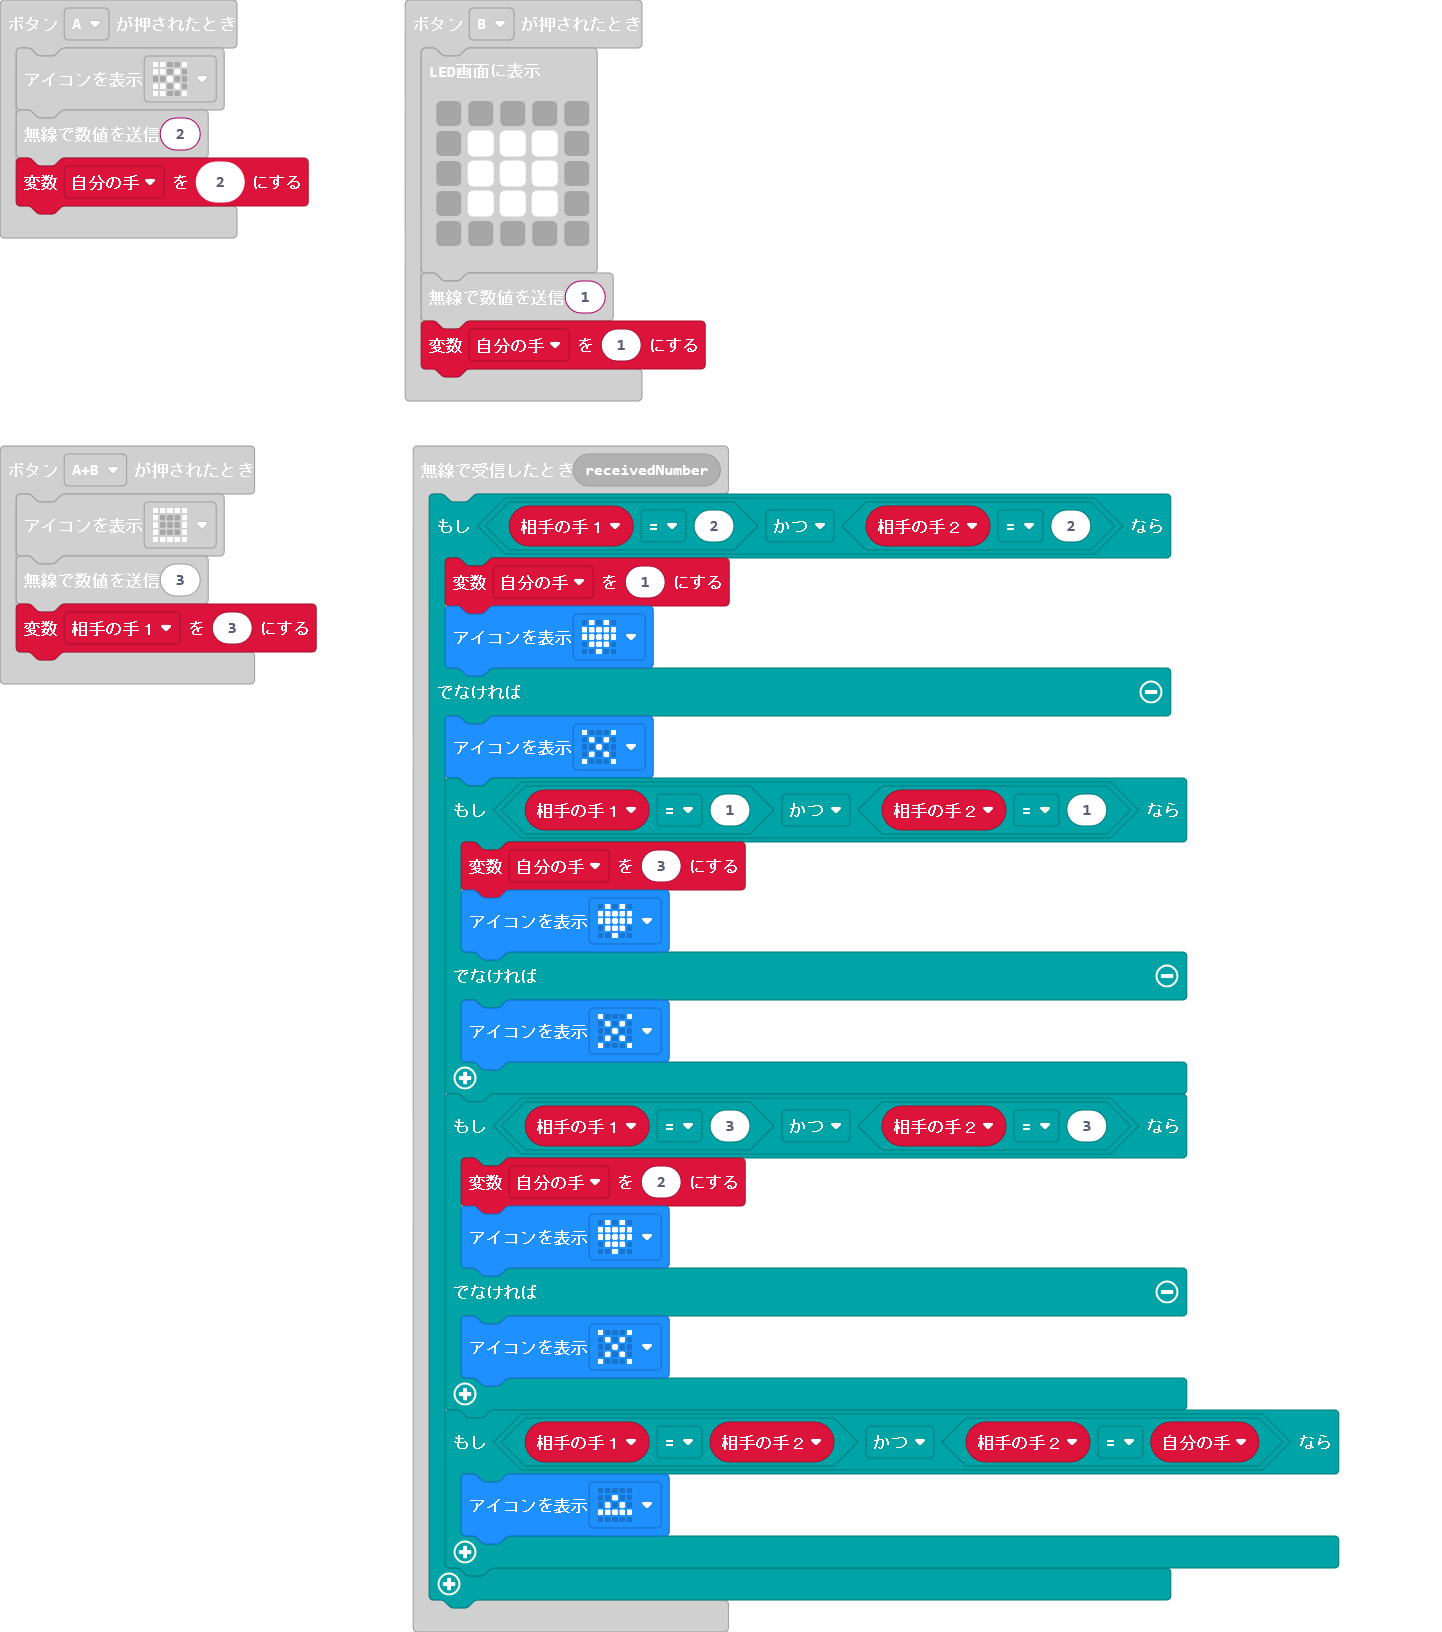 ボタン A が押されたとき
アイコンを表示
無線で数値を送信 2
変数 自分の手 を 2 にする
ボタン B が押されたとき
LED画面に表示
無線で数値を送信 1
変数 自分の手 を 1 にする
ボタン A+B が押されたとき
アイコンを表示
無線で数値を送信 3
変数 相手の手1 を 3 にする
無線で受信したとき receivedNumber
もし 相手の手1 = 2 かつ 相手の手2 = 2 なら
変数 自分の手 を 1 にする
アイコンを表示
でなければ
アイコンを表示
もし 相手の手1 = 1 かつ 相手の手2 = 1 なら
変数 自分の手 を 3 にする
アイコンを表示
でなければ
アイコンを表示
もし 相手の手1 = 3 かつ 相手の手2 = 3 なら
変数 自分の手 を 2 にする
アイコンを表示
でなければ
アイコンを表示
もし 相手の手1 = 相手の手2 かつ 相手の手2 = 自分の手 なら
アイコンを表示